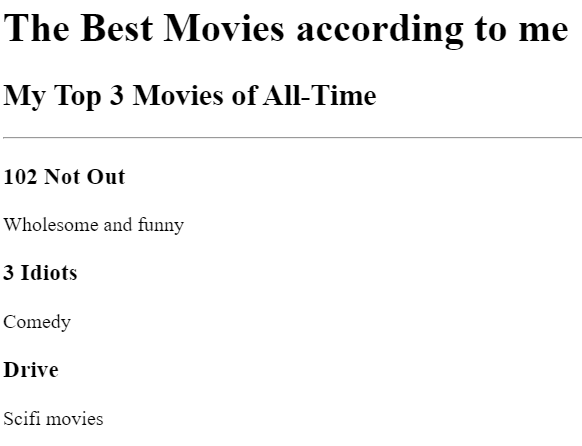 The Best Movies according to me
My Top 3 Movies of All-Time
102 Not Out
Wholesome and funny
3 Idiots
Comedy
Drive
Scifi movies